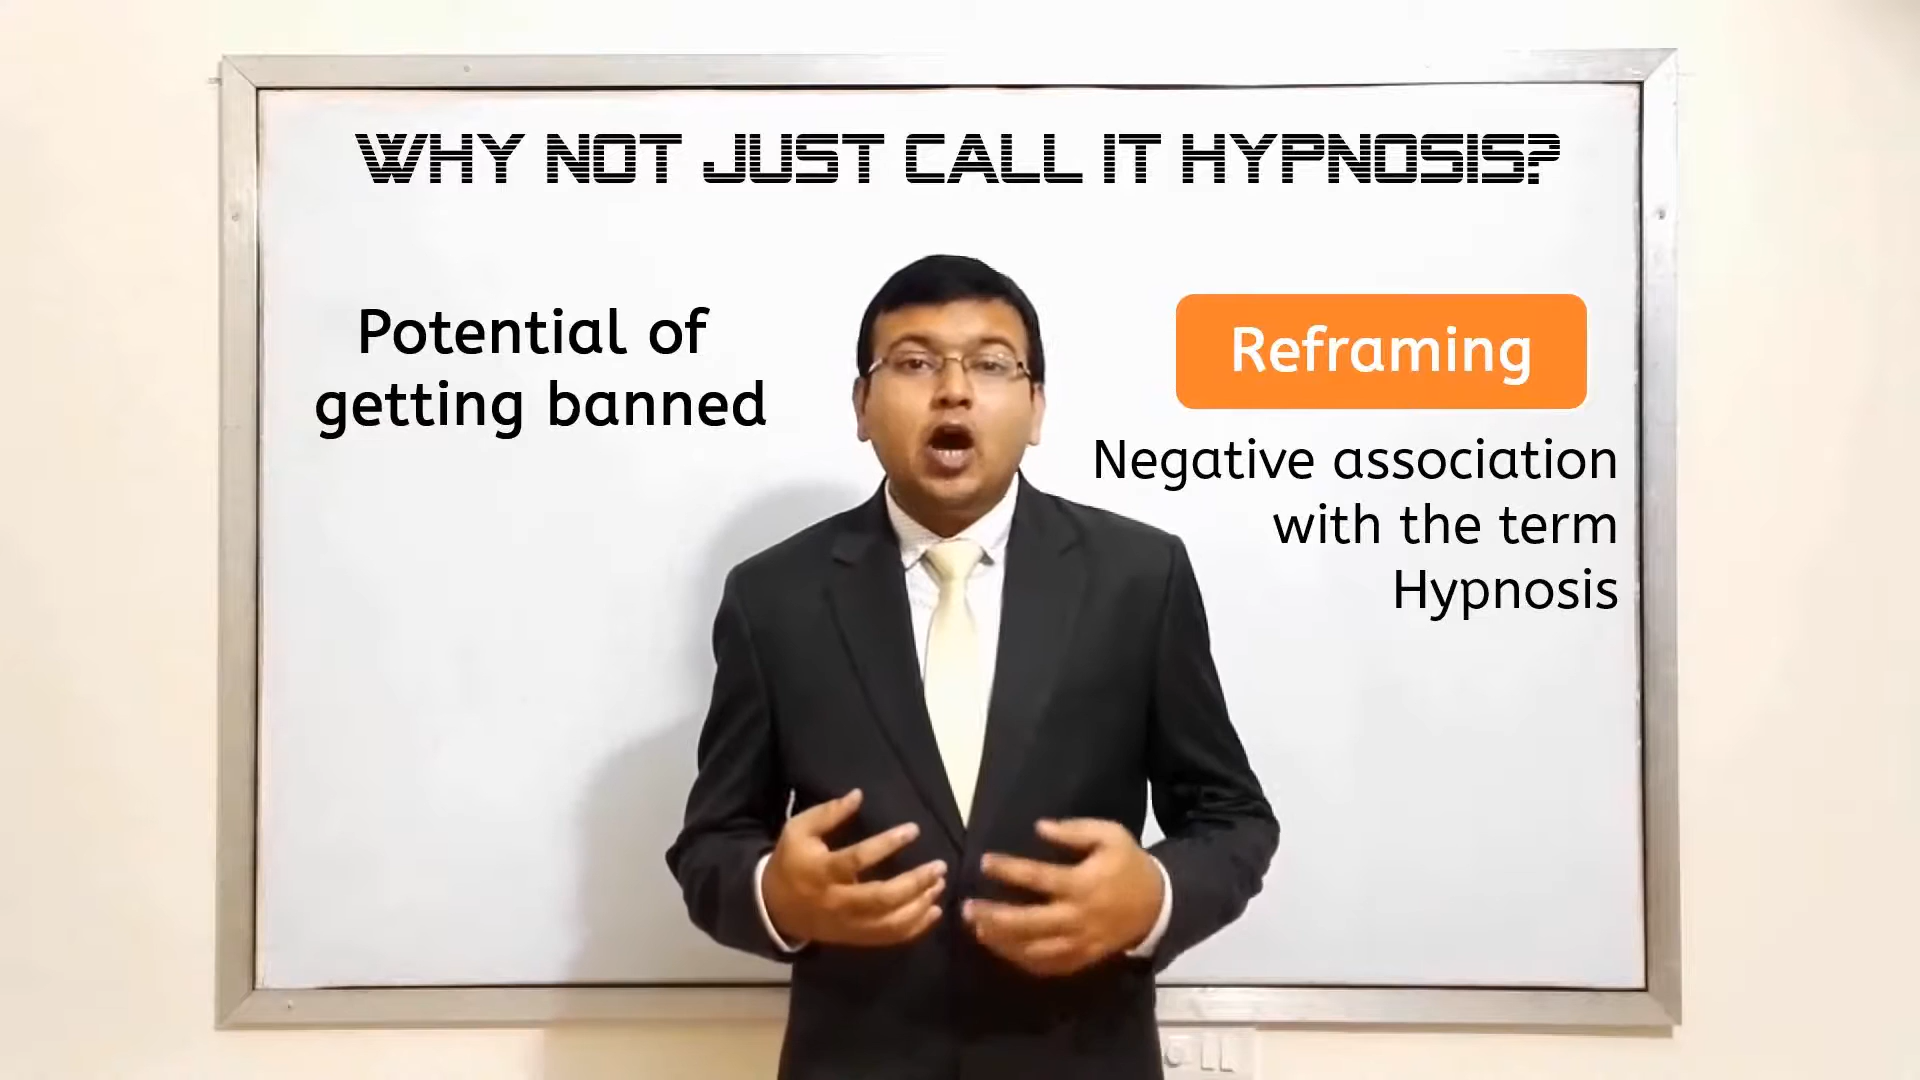 WHY NOT JUST CALL IT HYPNOSIS?
Potential of
getting banned
Reframing
Negative association
with the term
Hypnosis